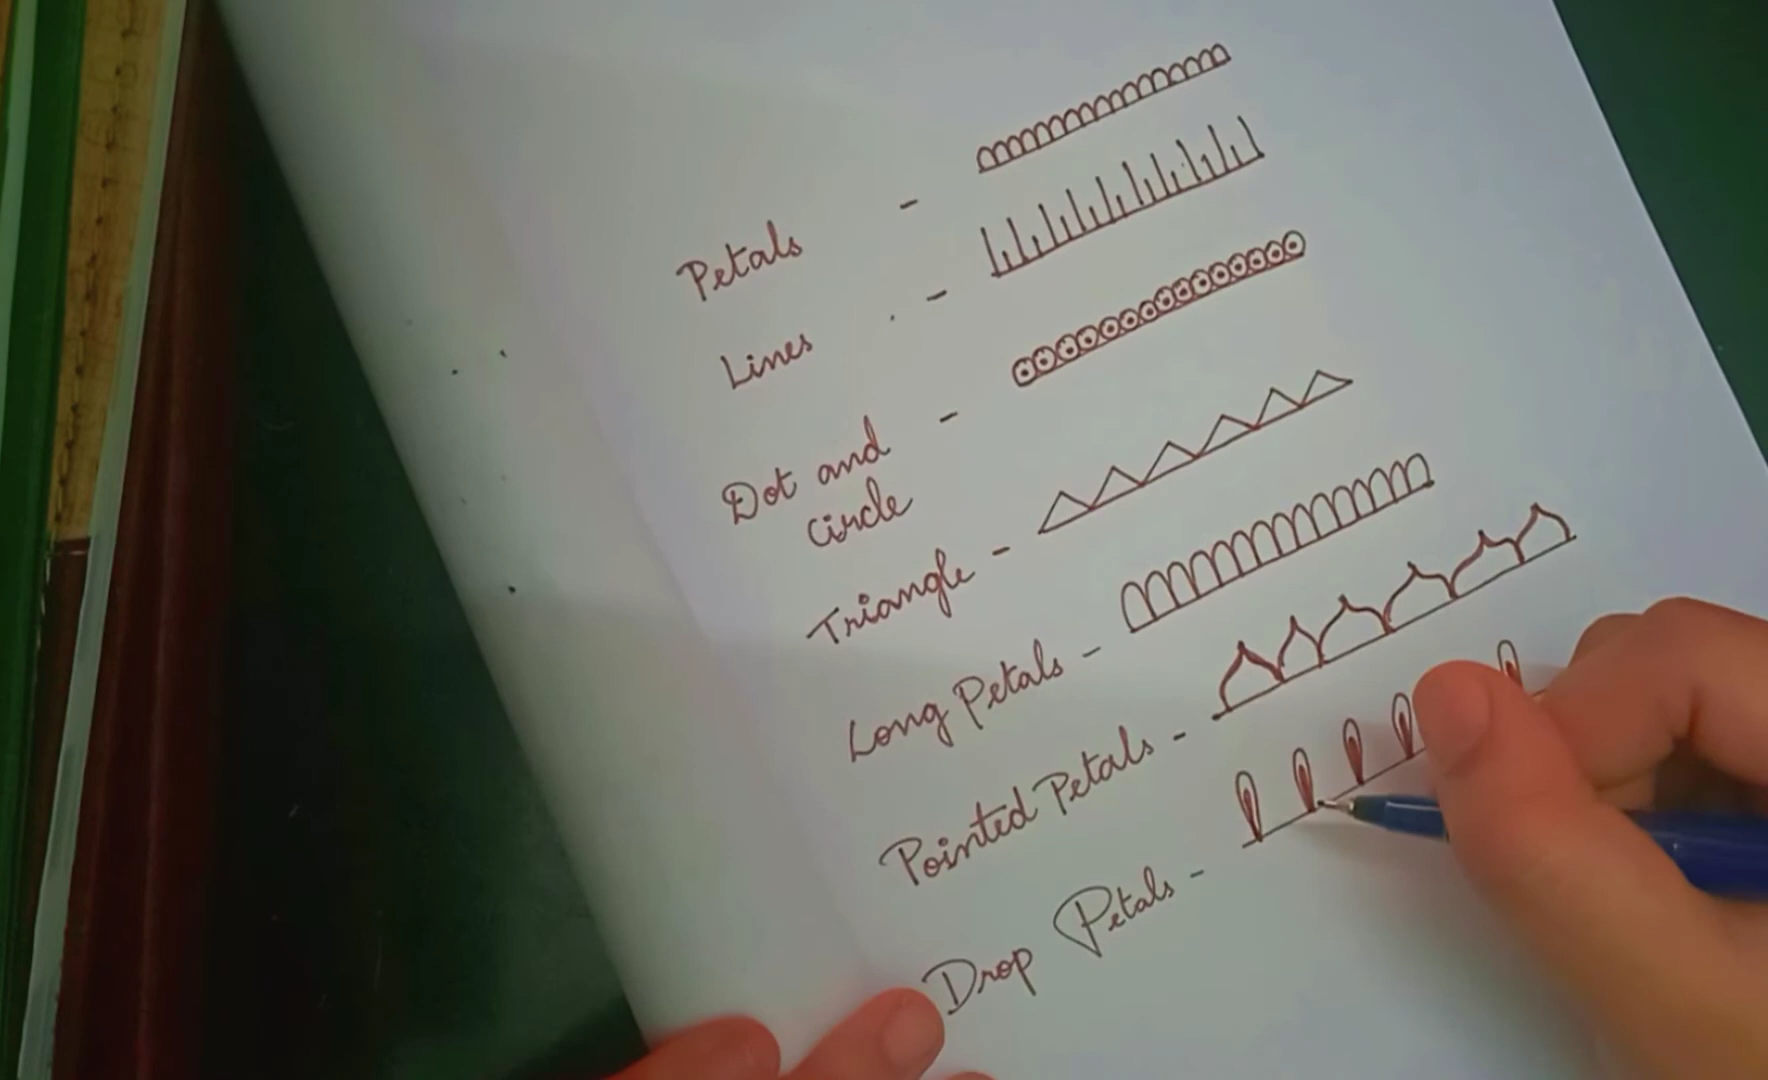 Petals -
Lines -
Dot and -
circle
Triangle -
Long Petals -
Pointed Petals -
Drop Petals -